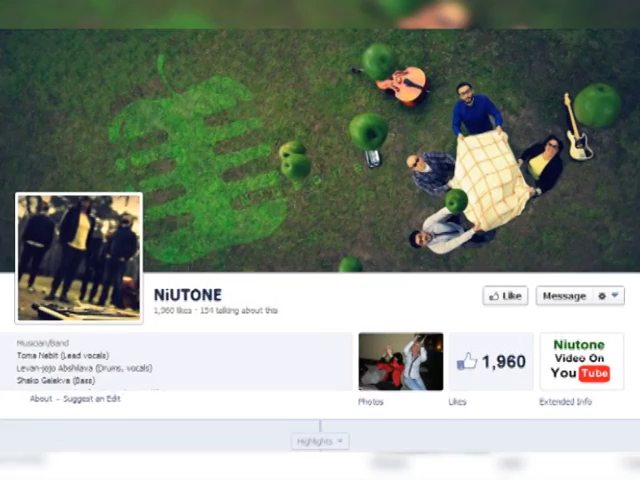 NiUTONE
1,960 likes · 154 talking about this
Like
Message
Musician/Band
Toma Nebit (Lead vocals)
Levan-jojo Abshilava (Drums, vocals)
Shako Gelekva (Bass)
About - Suggest an Edit
Photos
1,960
Likes
Niutone
Video On
YouTube
Extended Info
Highlights